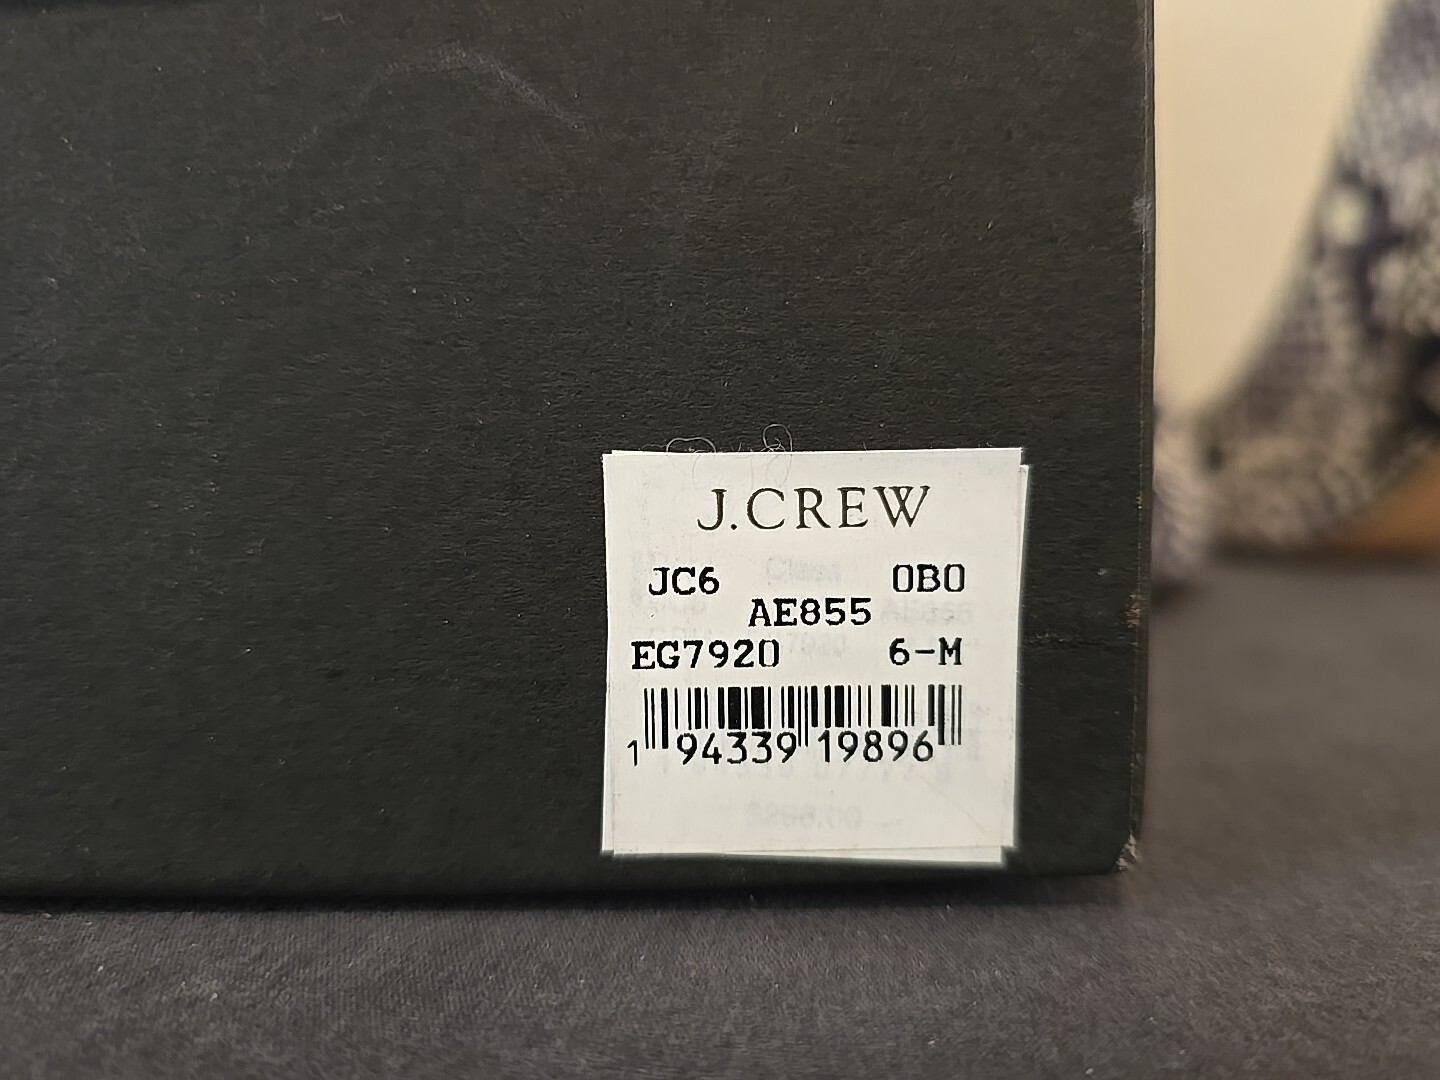 J.CREW
JC6 0B0
AE855
EG7920 6-M
1 94339 19896